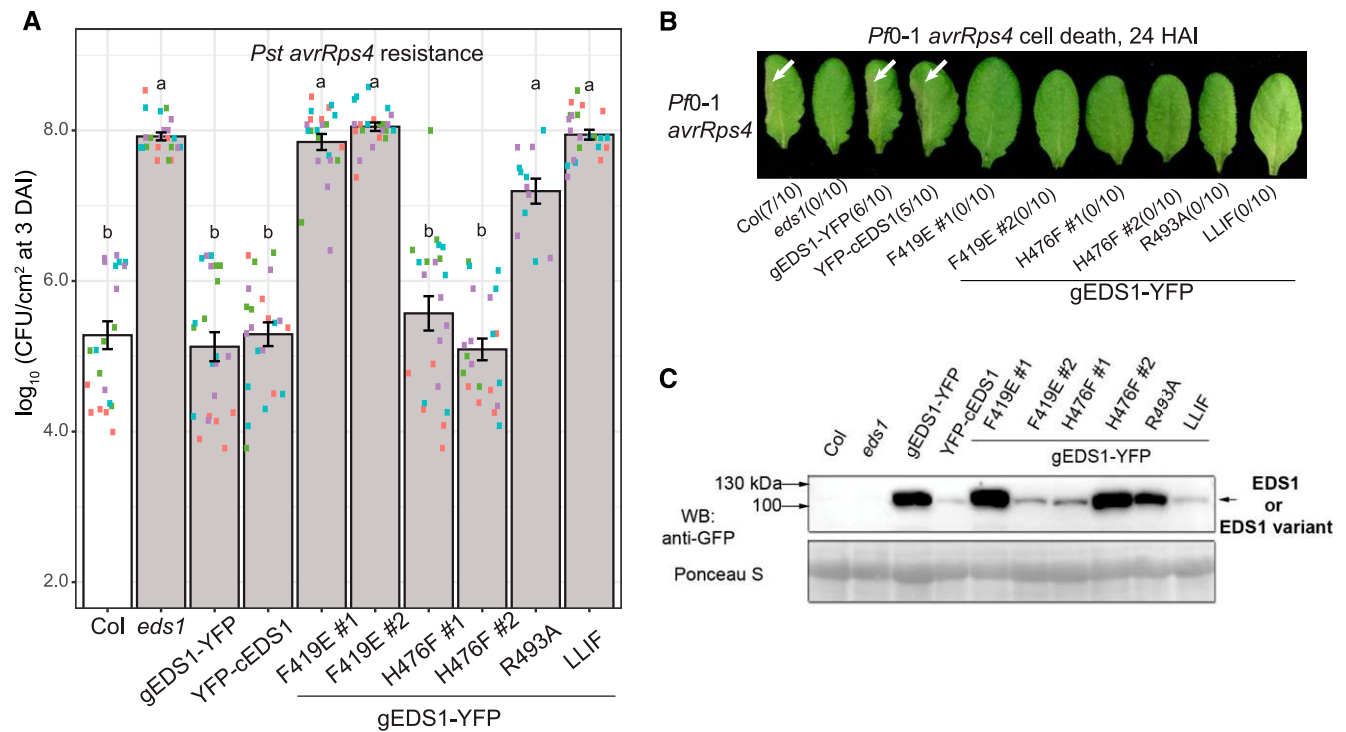 A
Pst avrRps4 resistance
a
a
a
a
a
b
b
b
b
b
8.0
6.0
4.0
2.0
log10 (CFU/cm2 at 3 DAI)
Col
eds1
gEDS1-YFP
YFP-cEDS1
F419E #1
F419E #2
H476F #1
H476F #2
R493A
LLIF
gEDS1-YFP
B
Pf0-1 avrRps4 cell death, 24 HAI
Pf0-1
avrRps4
Col(7/10)
eds1(0/10)
gEDS1-YFP(6/10)
YFP-cEDS1(5/10)
F419E #1(0/10)
F419E #2(0/10)
H476F #1(0/10)
H476F #2(0/10)
R493A(0/10)
LLIF(0/10)
gEDS1-YFP
C
Col
eds1
gEDS1-YFP
YFP-cEDS1
F419E #1
F419E #2
H476F #1
H476F #2
R493A
LLIF
gEDS1-YFP
130 kDa
100
WB:
anti-GFP
EDS1
or
EDS1 variant
Ponceau S